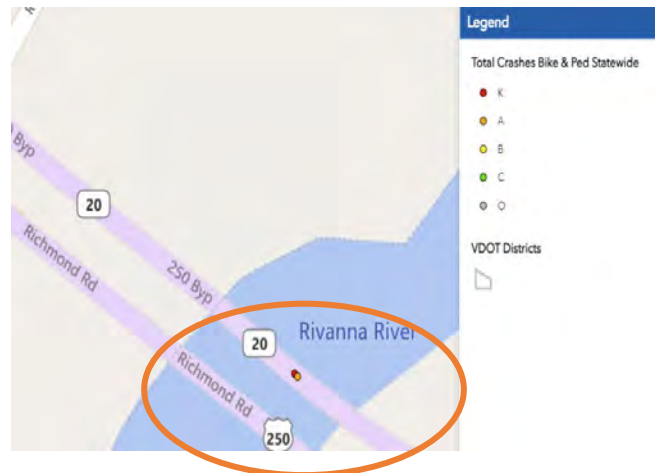 Legend
Total Crashes Bike & Ped Statewide
K
A
B
C
O
VDOT Districts
Byp
20
Richmond Rd
250 Byp
20
Rivanna River
Richmond Rd
250